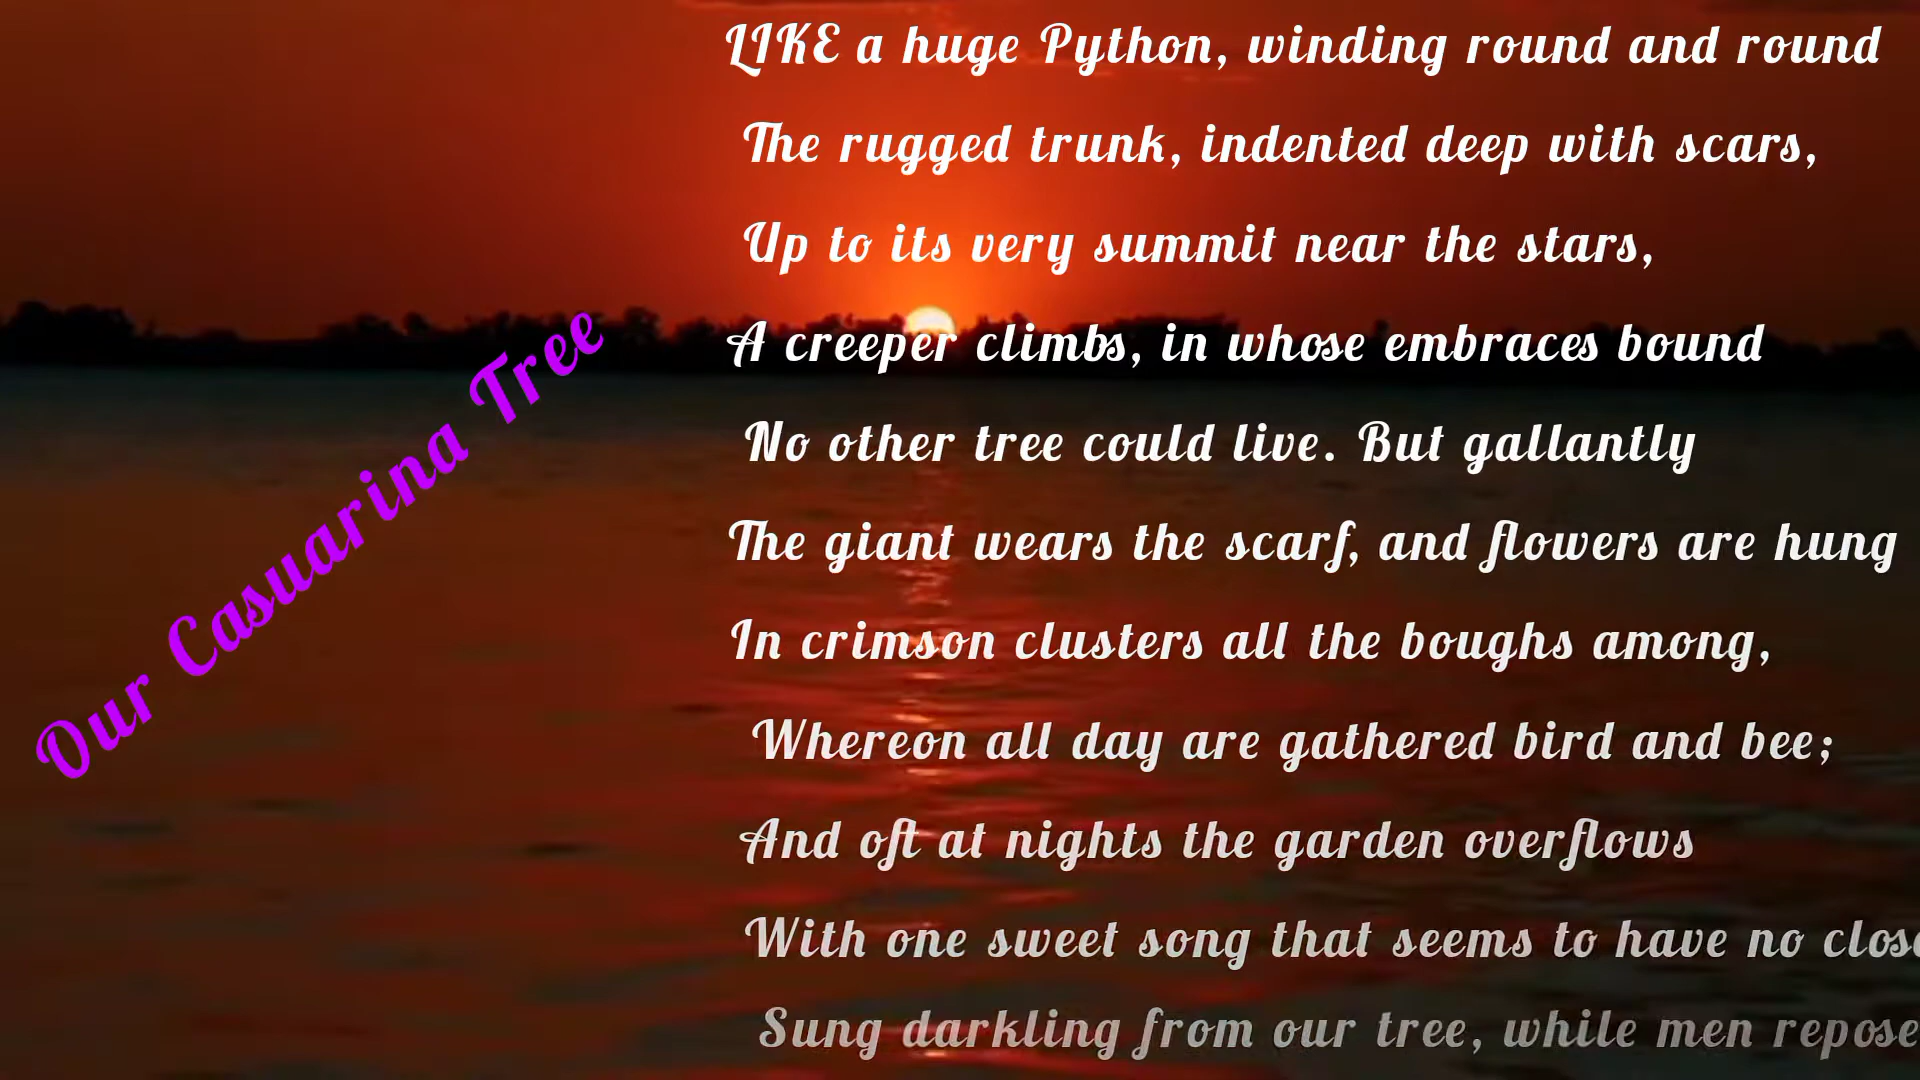 Our Casuarina Tree
LIKE a huge Python, winding round and round
The rugged trunk, indented deep with scars,
Up to its very summit near the stars,
A creeper climbs, in whose embraces bound
No other tree could live. But gallantly
The giant wears the scarf, and flowers are hung
In crimson clusters all the boughs among,
Whereon all day are gathered bird and bee;
And oft at nights the garden overflows
With one sweet song that seems to have no close
Sung darkling from our tree, while men repose